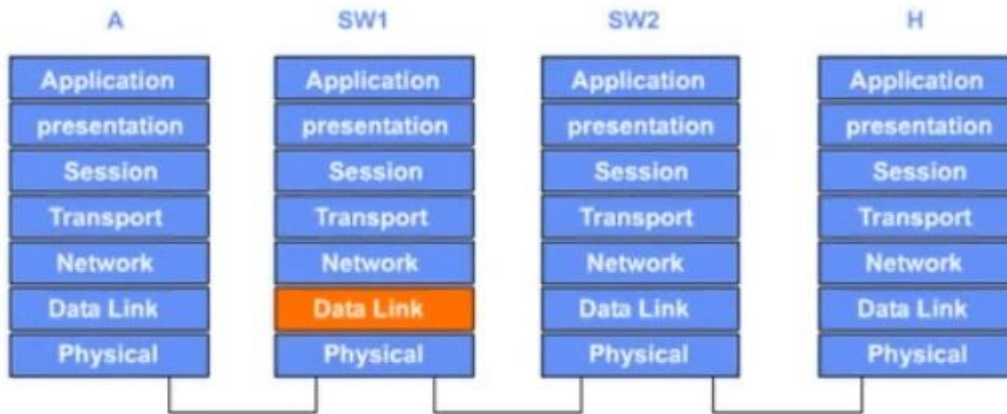 A SW1 SW2 H
Application Application Application Application
presentation presentation presentation presentation
Session Session Session Session
Transport Transport Transport Transport
Network Network Network Network
Data Link Data Link Data Link Data Link
Physical Physical Physical Physical